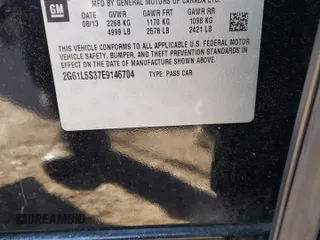 GM
MFD BY GENERAL MOTORS OF CANADA LTD.
DATE GVWR GAWR FRT GAWR RR
08/13 2268 KG 1170 KG 1098 KG
4999 LB 2578 LB 2421 LB
THIS VEHICLE CONFORMS TO ALL APPLICABLE U.S. FEDERAL MOTOR
VEHICLE SAFETY, BUMPER, AND THEFT PREVENTION STANDARDS IN
EFFECT ON THE DATE OF MANUFACTURE SHOWN ABOVE.
2G61L5S37E9146704 TYPE: PASS CAR
DREAMBID